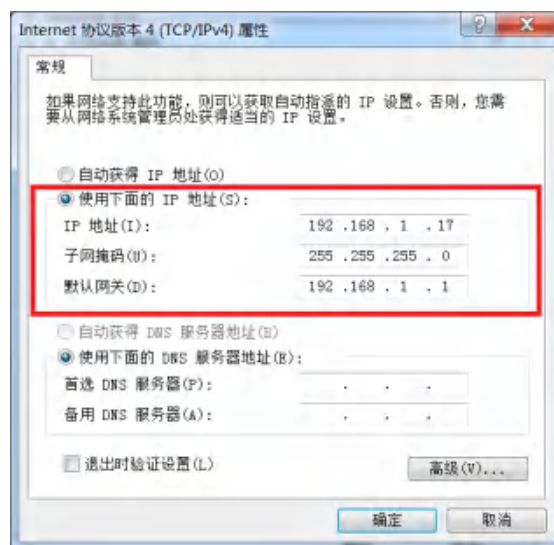 Internet 协议版本 4 (TCP/IPv4) 属性
常规
如果网络支持此功能，则可以获取自动指派的 IP 设置。否则，您需
要从网络系统管理员处获得适当的 IP 设置。
自动获得 IP 地址(O)
使用下面的 IP 地址(S):
IP 地址(I): 192 .168 . 1 . 17
子网掩码(U): 255 .255 .255 . 0
默认网关(D): 192 .168 . 1 . 1
自动获得 DNS 服务器地址(B)
使用下面的 DNS 服务器地址(E):
首选 DNS 服务器(P): . . .
备用 DNS 服务器(A): . . .
退出时验证设置(L)
高级(V)...
确定 取消